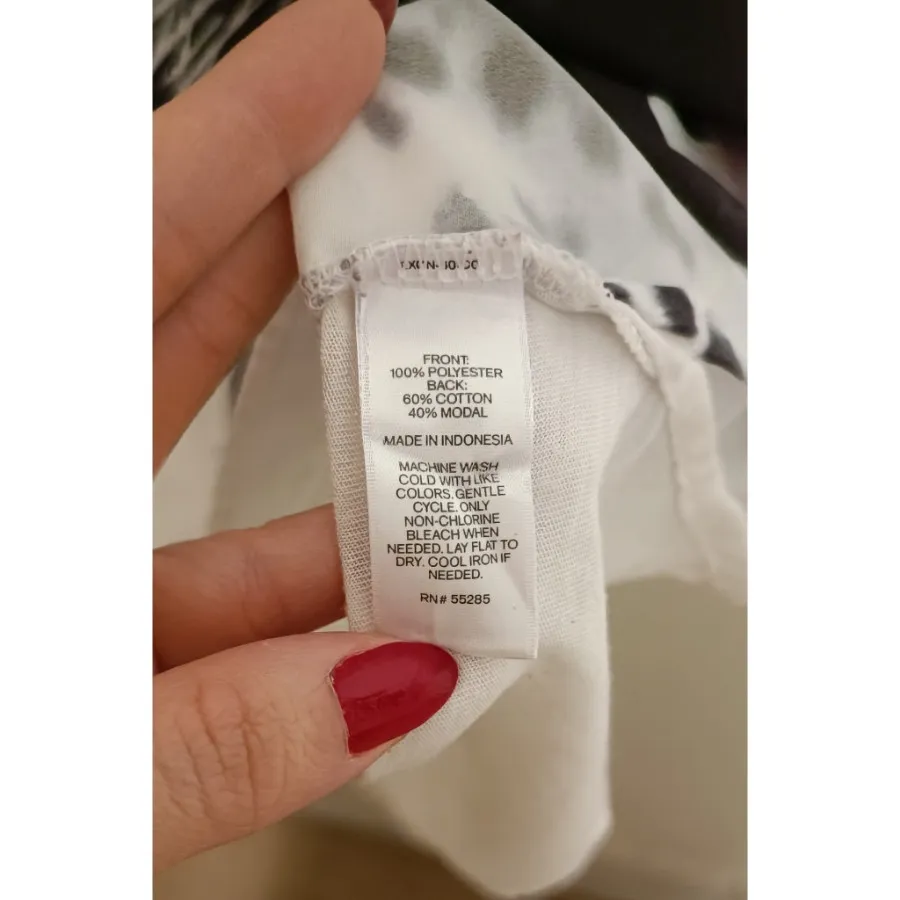 FRONT:
100% POLYESTER
BACK:
60% COTTON
40% MODAL
MADE IN INDONESIA
MACHINE WASH
COLD WITH LIKE
COLORS. GENTLE
CYCLE. ONLY
NON-CHLORINE
BLEACH WHEN
NEEDED. LAY FLAT TO
DRY. COOL IRON IF
NEEDED.
RN# 55285